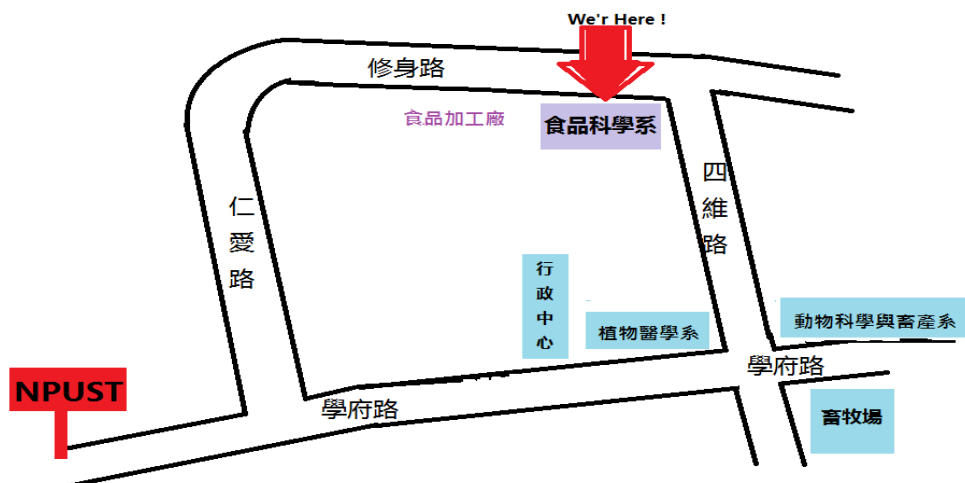 We'r Here !
修身路
食品加工廠
食品科學系
四維路
仁愛路
行政中心
植物醫學系
動物科學與畜產系
學府路
NPUST
學府路
畜牧場